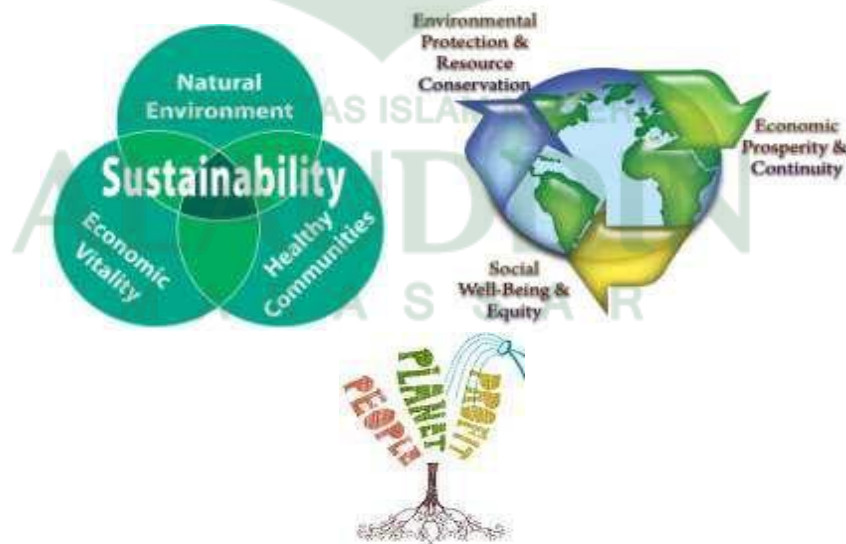 Natural
Environment
Sustainability
Economic
Vitality
Healthy
Communities
Environmental
Protection &
Resource
Conservation
Economic
Prosperity &
Continuity
Social
Well-Being &
Equity
PEOPLE
PLANET
PROFIT